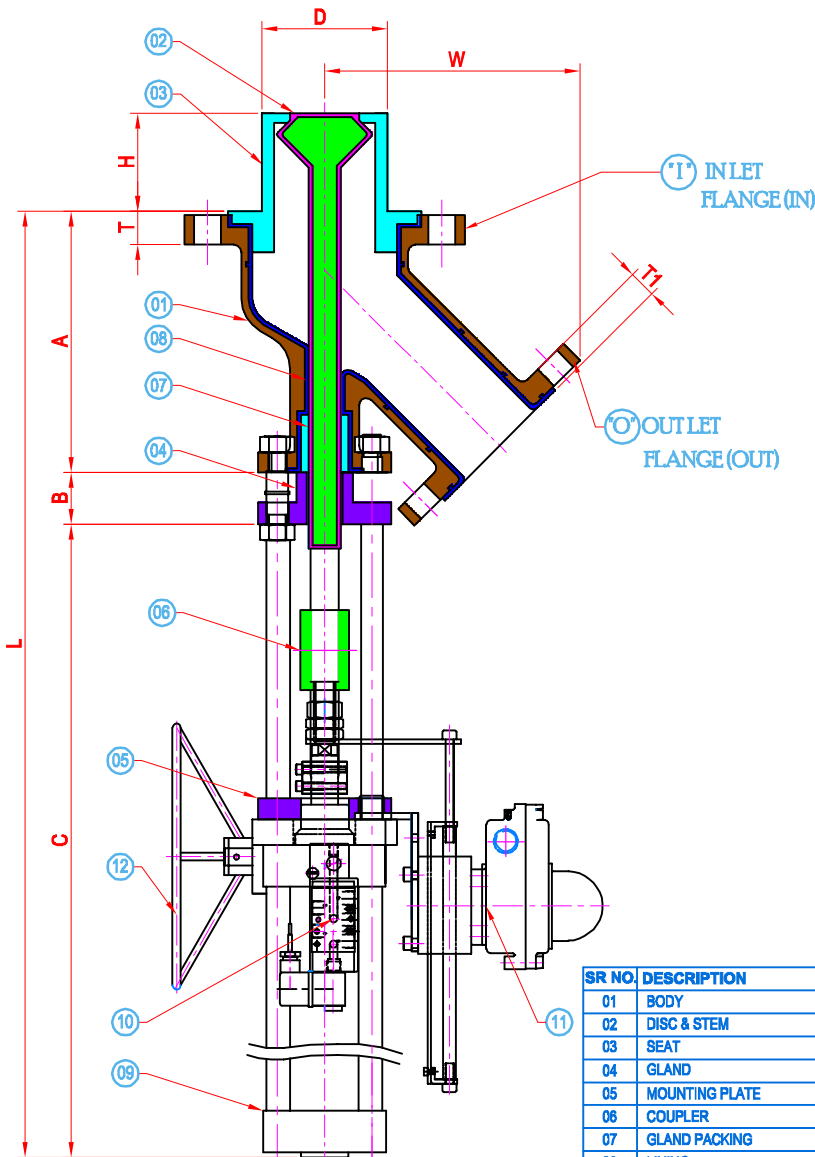 D
02
W
03
H
"I" INLET
FLANGE (IN)
T
T1
01
A
08
07
"O" OUTLET
FLANGE (OUT)
04
B
06
L
05
C
12
10
11
09
SR NO. DESCRIPTION
01 BODY
02 DISC & STEM
03 SEAT
04 GLAND
05 MOUNTING PLATE
06 COUPLER
07 GLAND PACKING